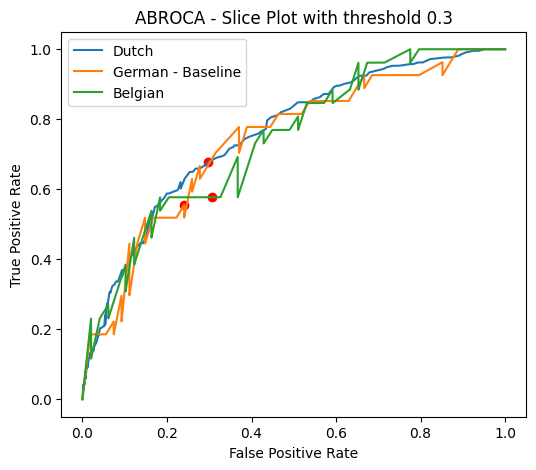 ABROCA - Slice Plot with threshold 0.3
Dutch
German - Baseline
Belgian
True Positive Rate
1.0
0.8
0.6
0.4
0.2
0.0
0.0 0.2 0.4 0.6 0.8 1.0
False Positive Rate